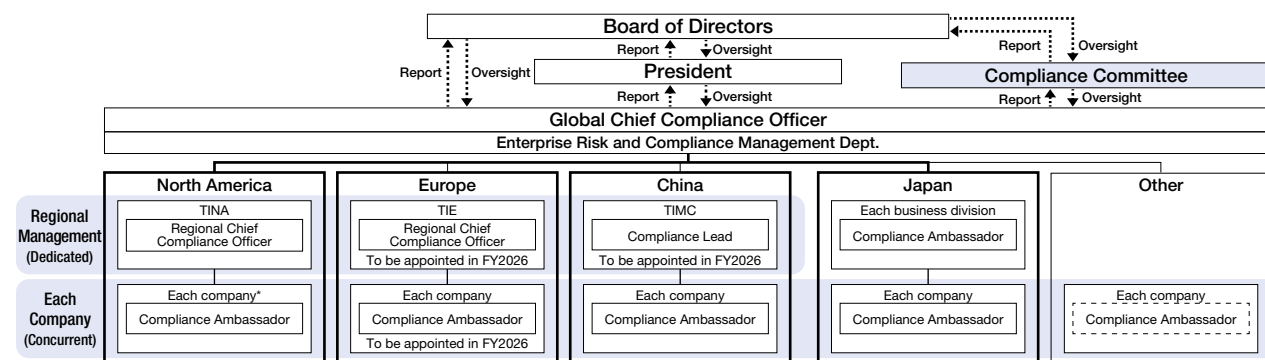 Board of Directors
Report
Oversight
Report
Oversight
Report
Oversight
President
Compliance Committee
Report
Oversight
Report
Oversight
Global Chief Compliance Officer
Enterprise Risk and Compliance Management Dept.
North America
Europe
China
Japan
Other
Regional
Management
(Dedicated)
TINA
Regional Chief
Compliance Officer
TIE
Regional Chief
Compliance Officer
To be appointed in FY2026
TIMC
Compliance Lead
To be appointed in FY2026
Each business division
Compliance Ambassador
Each
Company
(Concurrent)
Each company*
Compliance Ambassador
Each company
Compliance Ambassador
To be appointed in FY2026
Each company
Compliance Ambassador
Each company
Compliance Ambassador
Each company
Compliance Ambassador